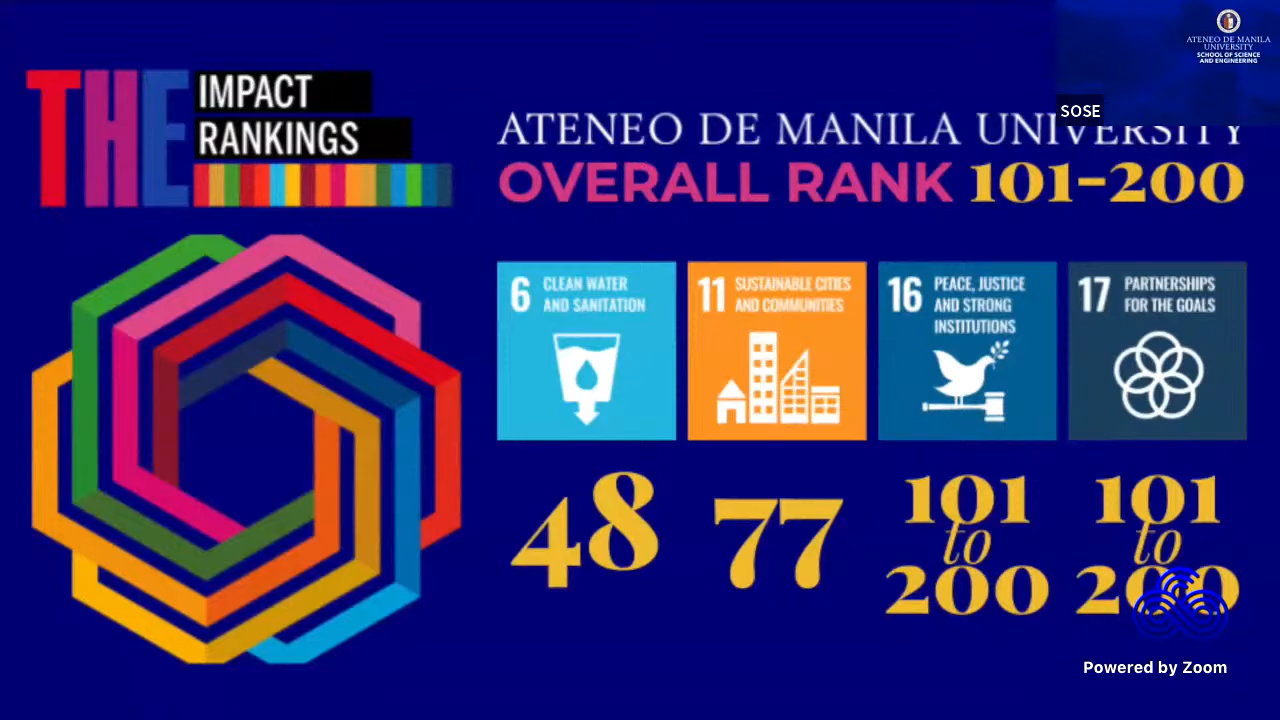 ATENEO DE MANILA
UNIVERSITY
SCHOOL OF SCIENCE
AND ENGINEERING
SOSE
THE
IMPACT
RANKINGS
ATENEO DE MANILA UNIVERSITY
OVERALL RANK 101-200
6 CLEAN WATER
AND SANITATION
11 SUSTAINABLE CITIES
AND COMMUNITIES
16 PEACE, JUSTICE
AND STRONG
INSTITUTIONS
17 PARTNERSHIPS
FOR THE GOALS
48
77
101
to
200
101
to
200
Powered by Zoom